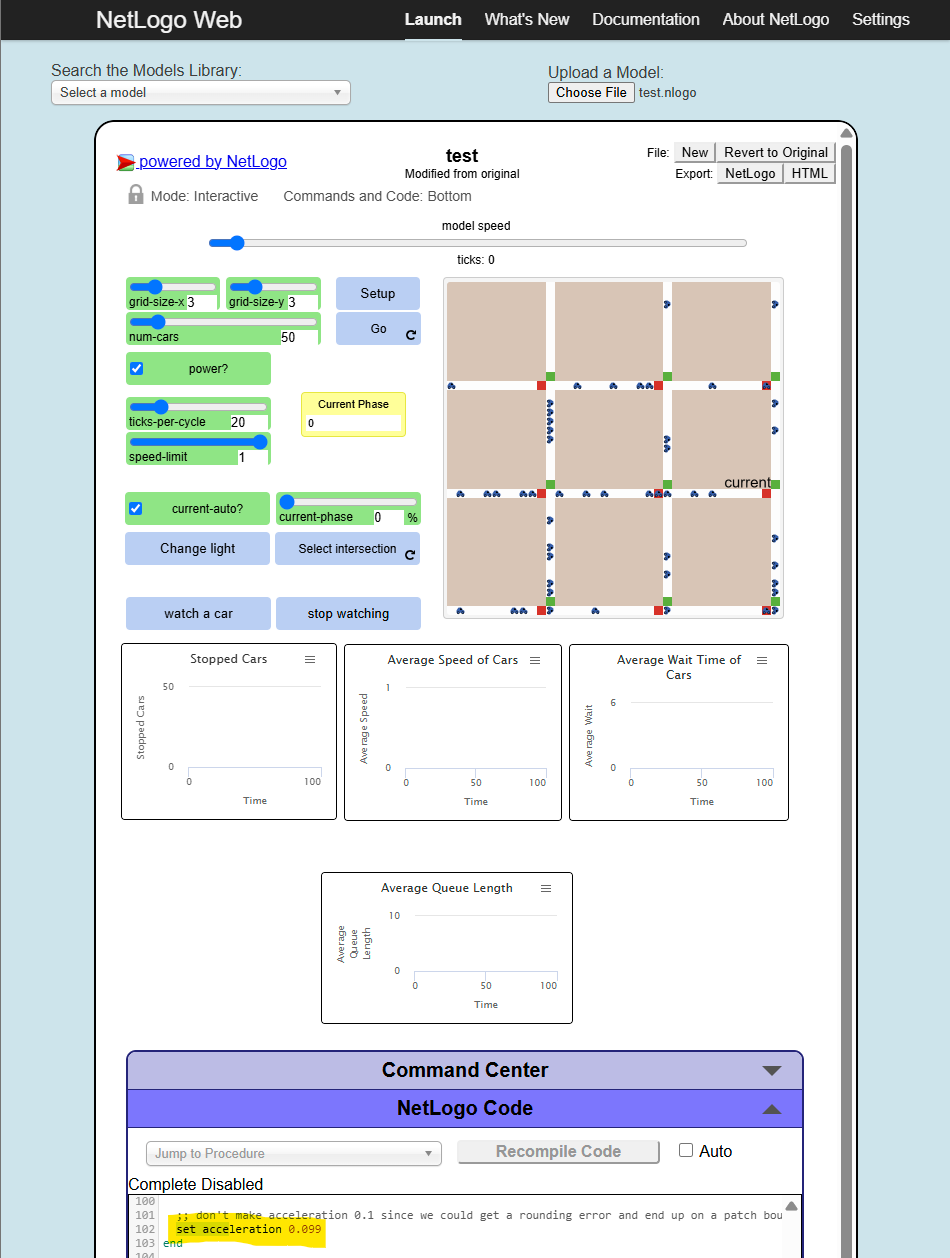 NetLogo Web
Launch What's New Documentation About NetLogo Settings
Search the Models Library:
Select a model
Upload a Model:
Choose File test.nlogo
powered by NetLogo
test
Modified from original
File: New Revert to Original
Export: NetLogo HTML
Mode: Interactive Commands and Code: Bottom
model speed
ticks: 0
grid-size-x 3
grid-size-y 3
Setup
num-cars 50
Go
power?
ticks-per-cycle 20
Current Phase
0
speed-limit 1
current-auto?
current-phase 0 %
Change light
Select intersection
watch a car
stop watching
current
Stopped Cars
Stopped Cars
50
0
0 100
Time
Average Speed of Cars
Average Speed
1
0
0 50 100
Time
Average Wait Time of
Cars
Average Wait
6
0
0 50 100
Time
Average Queue Length
Average
Queue
Length
10
0
0 50 100
Time
Command Center
NetLogo Code
Jump to Procedure
Recompile Code
Auto
Complete Disabled
100
101 ;; don't make acceleration 0.1 since we could get a rounding error and end up on a patch bou
102 set acceleration 0.099
103 end
104